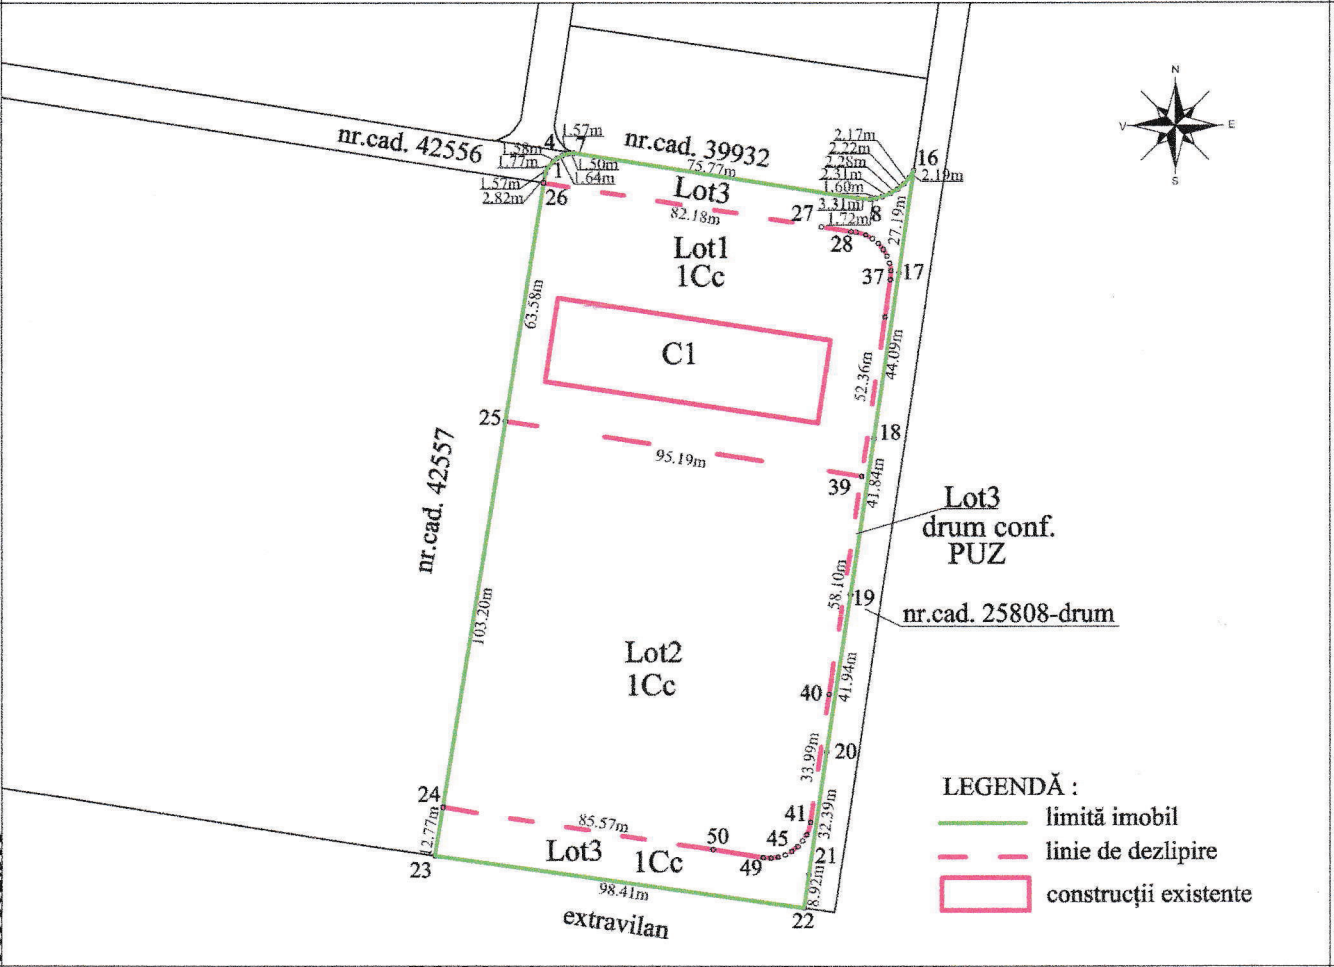 N
V
E
S
1.57m
nr.cad. 42556
4
7
nr.cad. 39932
2.17m
16
1.58m
2.22m
1.77m
1.50m
75.77m
2.28m
2.19m
1.57m
1
1.64m
2.31m
2.82m
26
Lot3
1.60m
3.31m
8
82.18m
27
1.72m
28
27.19m
Lot1
1Cc
37
17
63.58m
C1
44.09m
52.36m
25
18
95.19m
39
41.84m
nr.cad. 42557
Lot3
drum conf.
PUZ
58.10m
19
nr.cad. 25808-drum
103.20m
Lot2
1Cc
40
41.94m
20
33.99m
24
LEGENDĂ :
limită imobil
linie de dezlipire
construcții existente
85.57m
41
32.39m
12.77m
50
45
Lot3
1Cc
49
21
23
98.41m
8.92m
22
extravilan